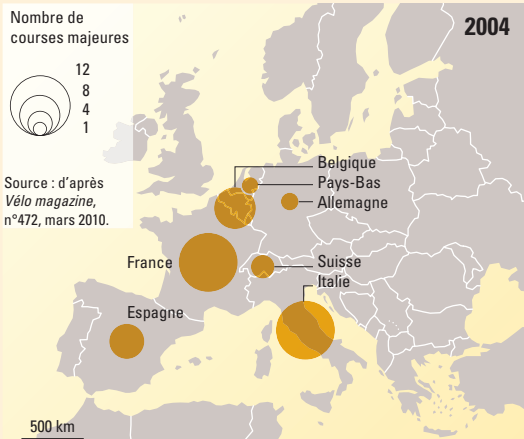 Nombre de
courses majeures
12
8
4
1
Source : d'après
Vélo magazine,
n°472, mars 2010.
2004
Belgique
Pays-Bas
Allemagne
France
Suisse
Italie
Espagne
500 km